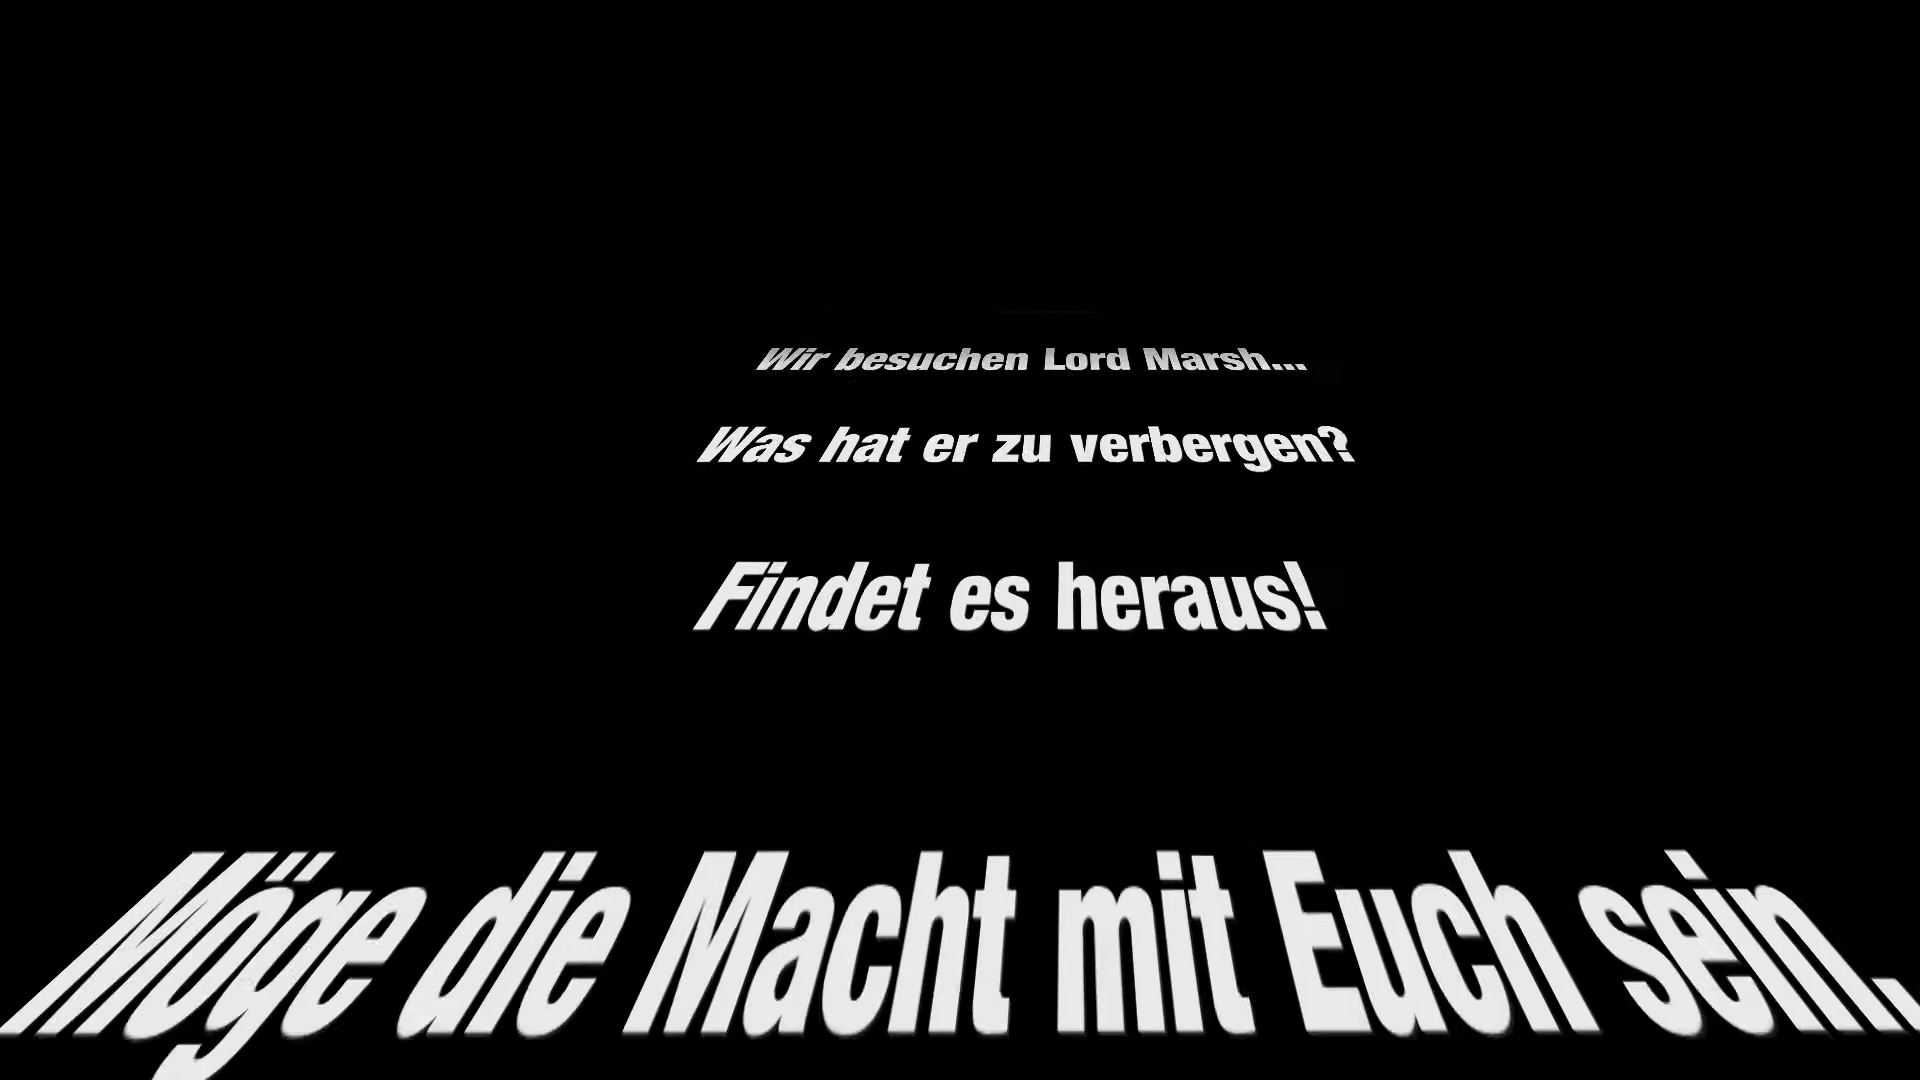 Wir besuchen Lord Marsh...
Was hat er zu verbergen?
Findet es heraus!
Möge die Macht mit Euch sein.